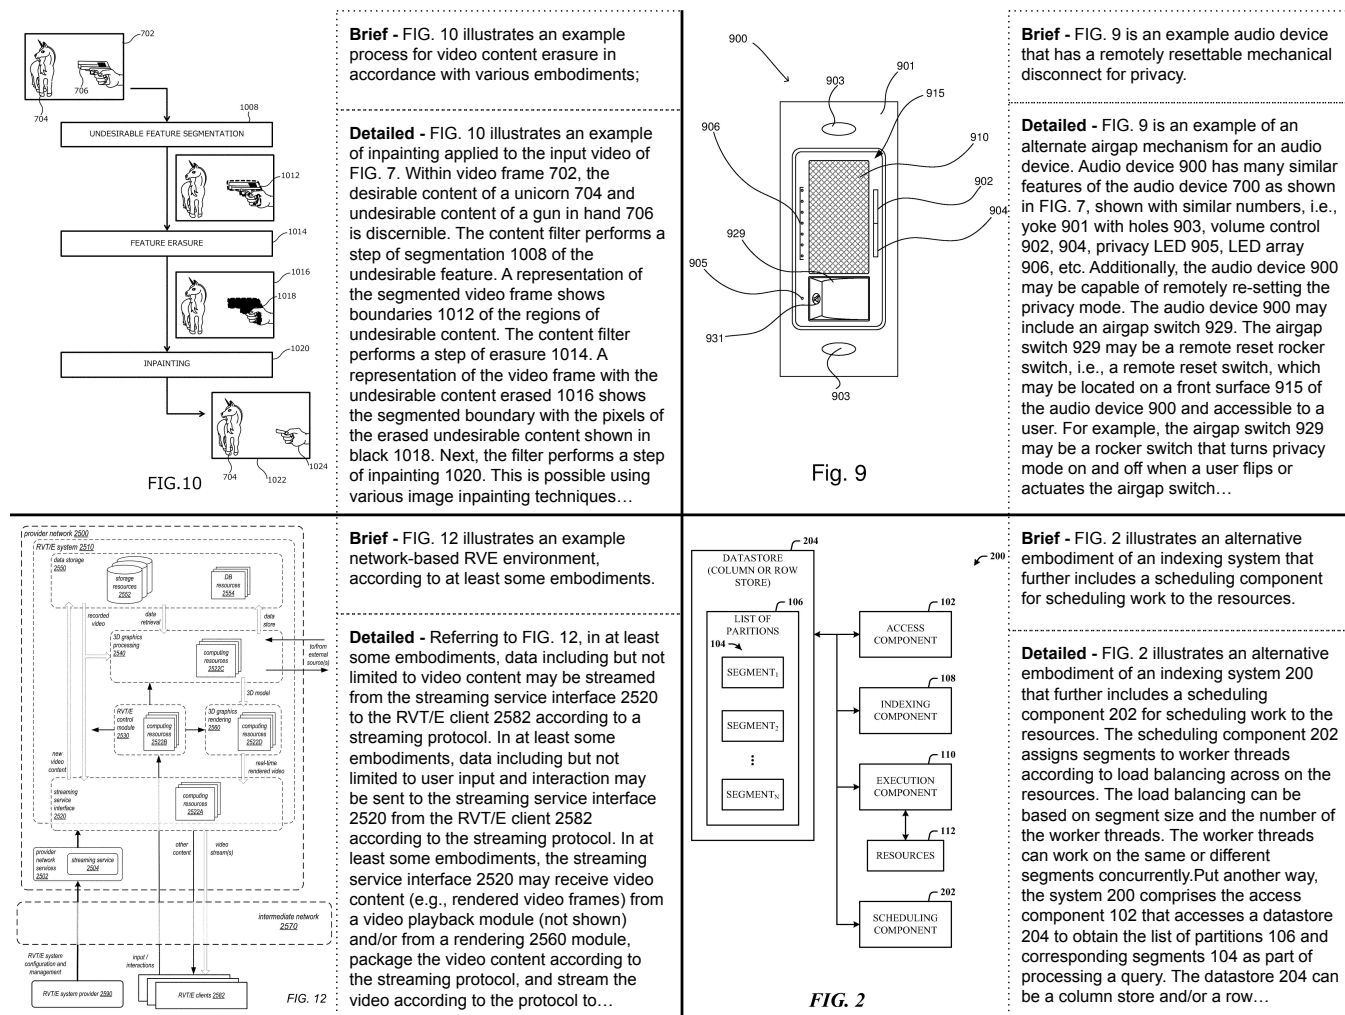 702
706
704
1008
UNDESIRABLE FEATURE SEGMENTATION
1012
1014
FEATURE ERASURE
1016
1018
1020
INPAINTING
1024
704
1022
FIG.10
Brief - FIG. 10 illustrates an example
process for video content erasure in
accordance with various embodiments;
Detailed - FIG. 10 illustrates an example
of inpainting applied to the input video of
FIG. 7. Within video frame 702, the
desirable content of a unicorn 704 and
undesirable content of a gun in hand 706
is discernible. The content filter performs a
step of segmentation 1008 of the
undesirable feature. A representation of
the segmented video frame shows
boundaries 1012 of the regions of
undesirable content. The content filter
performs a step of erasure 1014. A
representation of the video frame with the
undesirable content erased 1016 shows
the segmented boundary with the pixels of
the erased undesirable content shown in
black 1018. Next, the filter performs a step
of inpainting 1020. This is possible using
various image inpainting techniques…
900
901
903
915
906
910
902
904
929
905
931
903
Fig. 9
Brief - FIG. 9 is an example audio device
that has a remotely resettable mechanical
disconnect for privacy.
Detailed - FIG. 9 is an example of an
alternate airgap mechanism for an audio
device. Audio device 900 has many similar
features of the audio device 700 as shown
in FIG. 7, shown with similar numbers, i.e.,
yoke 901 with holes 903, volume control
902, 904, privacy LED 905, LED array
906, etc. Additionally, the audio device 900
may be capable of remotely re-setting the
privacy mode. The audio device 900 may
include an airgap switch 929. The airgap
switch 929 may be a remote reset rocker
switch, i.e., a remote reset switch, which
may be located on a front surface 915 of
the audio device 900 and accessible to a
user. For example, the airgap switch 929
may be a rocker switch that turns privacy
mode on and off when a user flips or
actuates the airgap switch…
provider network 2500
RVT/E system 2510
data storage
2550
storage
resources
2552
DB
resources
2554
recorded
video
data
retrieval
data
store
3D graphics
processing
2540
computing
resources
2522C
to/from
external
source(s)
3D model
RVT/E
control
module
2530
computing
resources
2522B
3D graphics
rendering
2560
computing
resources
2522D
new
video
content
real-time
rendered video
streaming
service
interface
2520
computing
resources
2522A
other
content
video
stream(s)
provider
network
services
2502
streaming service
2504
intermediate network
2570
RVT/E system
configuration and
management
input /
interactions
RVT/E system provider 2590
RVT/E clients 2582
FIG. 12
Brief - FIG. 12 illustrates an example
network-based RVE environment,
according to at least some embodiments.
Detailed - Referring to FIG. 12, in at least
some embodiments, data including but not
limited to video content may be streamed
from the streaming service interface 2520
to the RVT/E client 2582 according to a
streaming protocol. In at least some
embodiments, data including but not
limited to user input and interaction may
be sent to the streaming service interface
2520 from the RVT/E client 2582
according to the streaming protocol. In at
least some embodiments, the streaming
service interface 2520 may receive video
content (e.g., rendered video frames) from
a video playback module (not shown)
and/or from a rendering 2560 module,
package the video content according to
the streaming protocol, and stream the
video according to the protocol to…
204
DATASTORE
(COLUMN OR ROW
STORE)
200
106
LIST OF
PARTITIONS
104
SEGMENT1
SEGMENT2
SEGMENTN
102
ACCESS
COMPONENT
108
INDEXING
COMPONENT
110
EXECUTION
COMPONENT
112
RESOURCES
202
SCHEDULING
COMPONENT
FIG. 2
Brief - FIG. 2 illustrates an alternative
embodiment of an indexing system that
further includes a scheduling component
for scheduling work to the resources.
Detailed - FIG. 2 illustrates an alternative
embodiment of an indexing system 200
that further includes a scheduling
component 202 for scheduling work to the
resources. The scheduling component 202
assigns segments to worker threads
according to load balancing across on the
resources. The load balancing can be
based on segment size and the number of
the worker threads. The worker threads
can work on the same or different
segments concurrently.Put another way,
the system 200 comprises the access
component 102 that accesses a datastore
204 to obtain the list of partitions 106 and
corresponding segments 104 as part of
processing a query. The datastore 204 can
be a column store and/or a row…